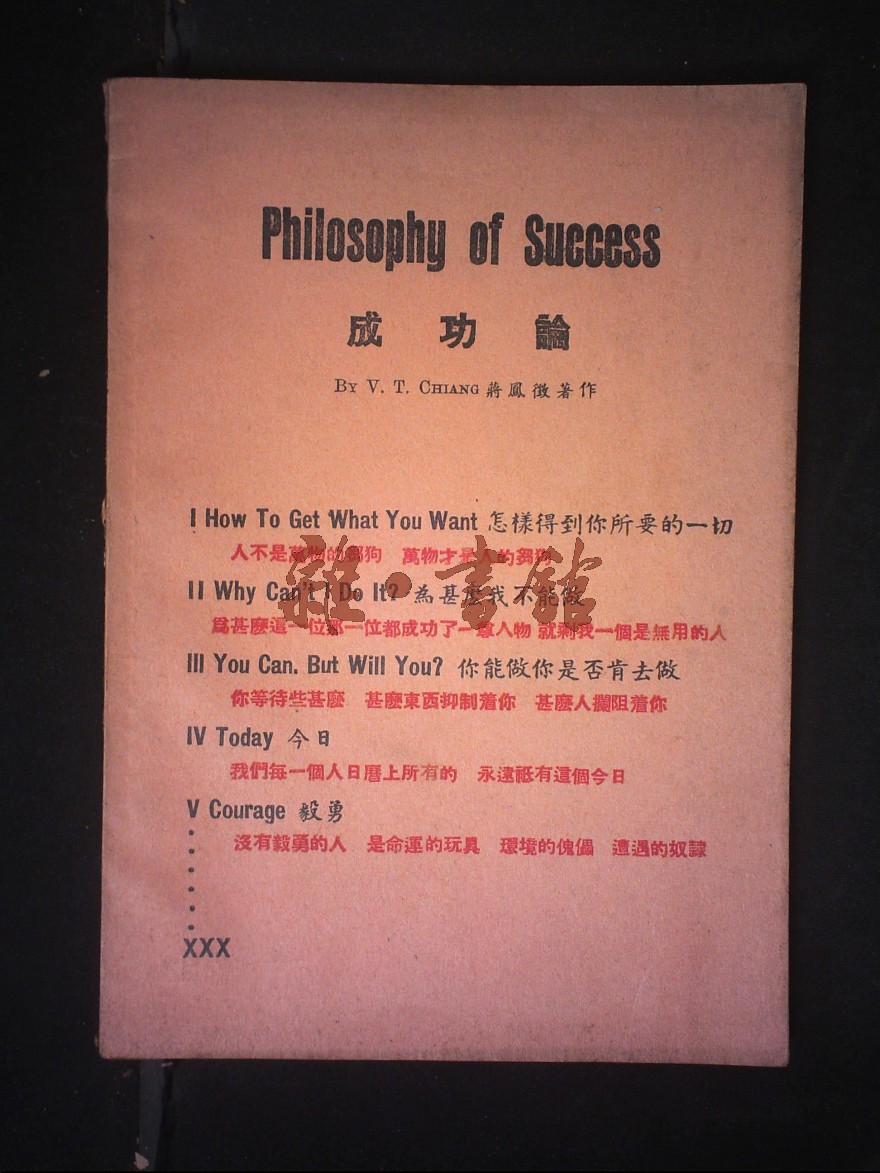 Philosophy of Success
成功論
BY V. T. CHIANG 蔣鳳徵著作
I How To Get What You Want 怎樣得到你所要的一切
人不是萬物的芻狗 萬物才是人的芻狗
雜·書館
II Why Can't I Do It? 為甚麼我不能做
爲甚麼這一位那一位都成功了一尊人物 就剩我一個是無用的人
III You Can. But Will You? 你能做你是否肯去做
你等待些甚麼 甚麼東西抑制着你 甚麼人攔阻着你
IV Today 今日
我們每一個人日曆上所有的 永遠祗有這個今日
V Courage 毅勇
沒有毅勇的人 是命運的玩具 環境的傀儡 遭遇的奴隸
XXX